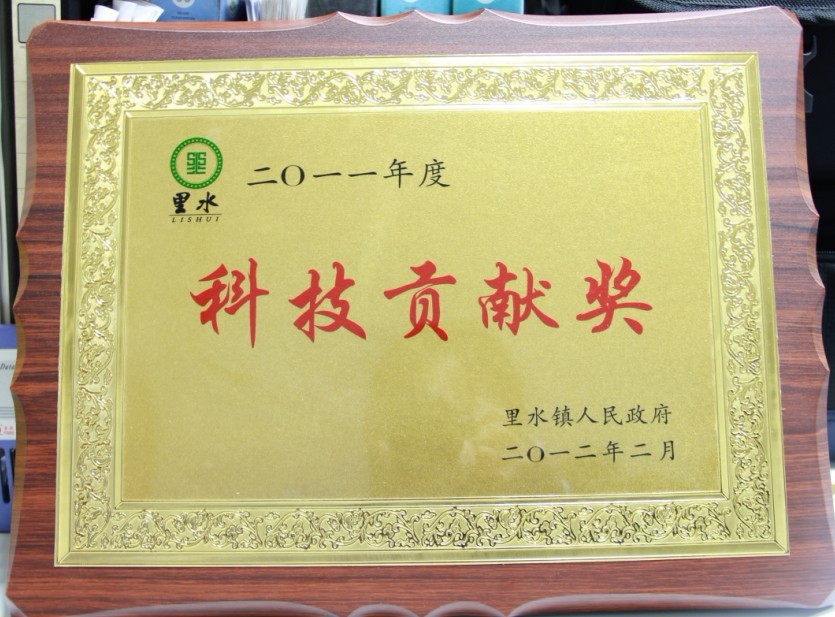 二〇一一年度
里水
LISHUI
科技贡献奖
里水镇人民政府
二〇一二年二月